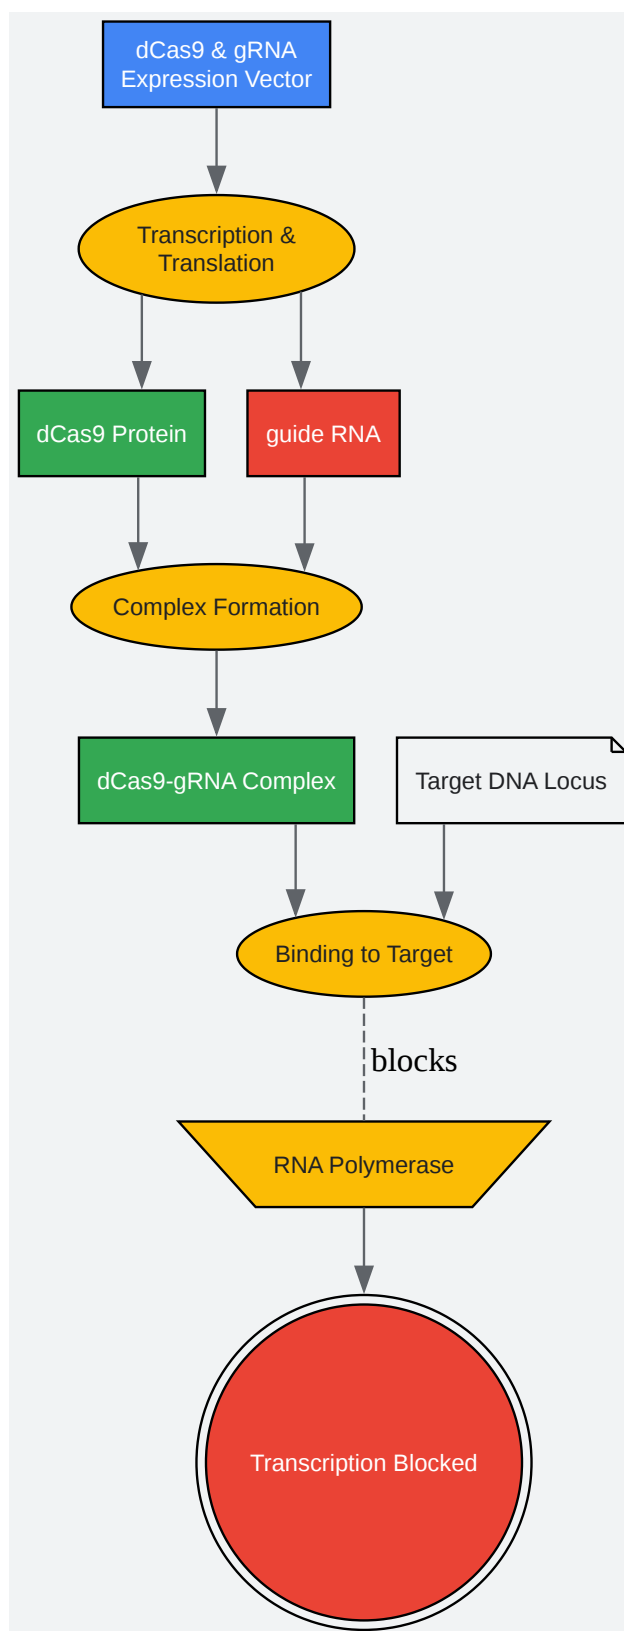 dCas9 & gRNA
Expression Vector
Transcription &
Translation
dCas9 Protein
guide RNA
Complex Formation
dCas9-gRNA Complex
Target DNA Locus
Binding to Target
blocks
RNA Polymerase
Transcription Blocked